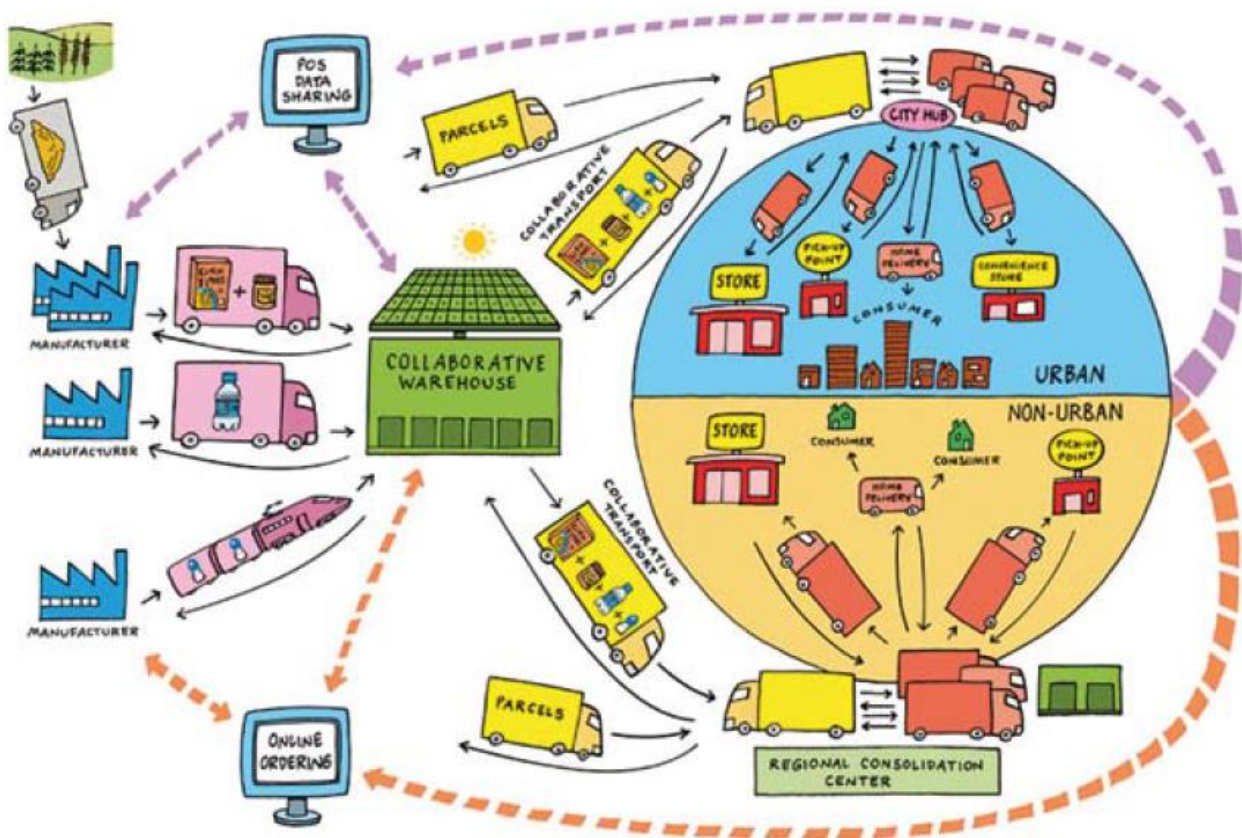 POS
DATA
SHARING
PARCELS
COLLABORATIVE
TRANSPORT
CITY HUB
MANUFACTURER
MANUFACTURER
MANUFACTURER
COLLABORATIVE
WAREHOUSE
STORE
PICK-UP
POINT
HOME
DELIVERY
CONVENIENCE
STORE
CONSUMER
URBAN
NON-URBAN
STORE
CONSUMER
CONSUMER
HOME
DELIVERY
PICK-UP
POINT
COLLABORATIVE
TRANSPORT
PARCELS
ONLINE
ORDERING
REGIONAL CONSOLIDATION
CENTER